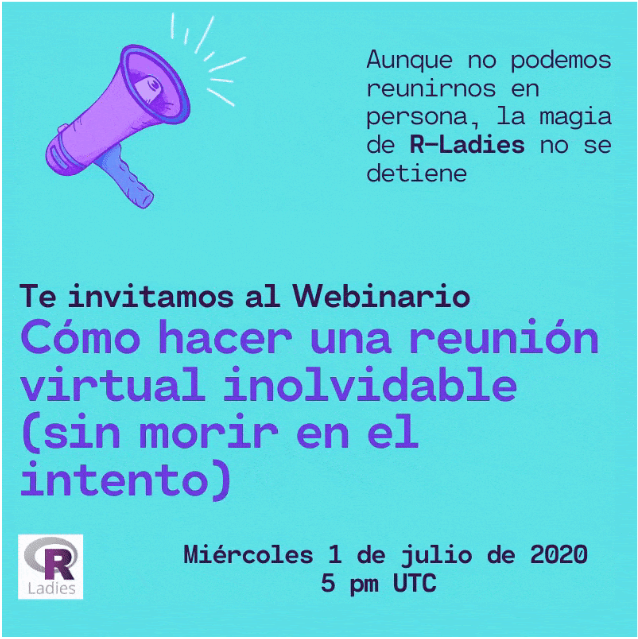 Aunque no podemos
reunirnos en
persona, la magia
de R-Ladies no se
detiene
Te invitamos al Webinario
Cómo hacer una reunión
virtual inolvidable
(sin morir en el
intento)
R
Ladies
Miércoles 1 de julio de 2020
5 pm UTC